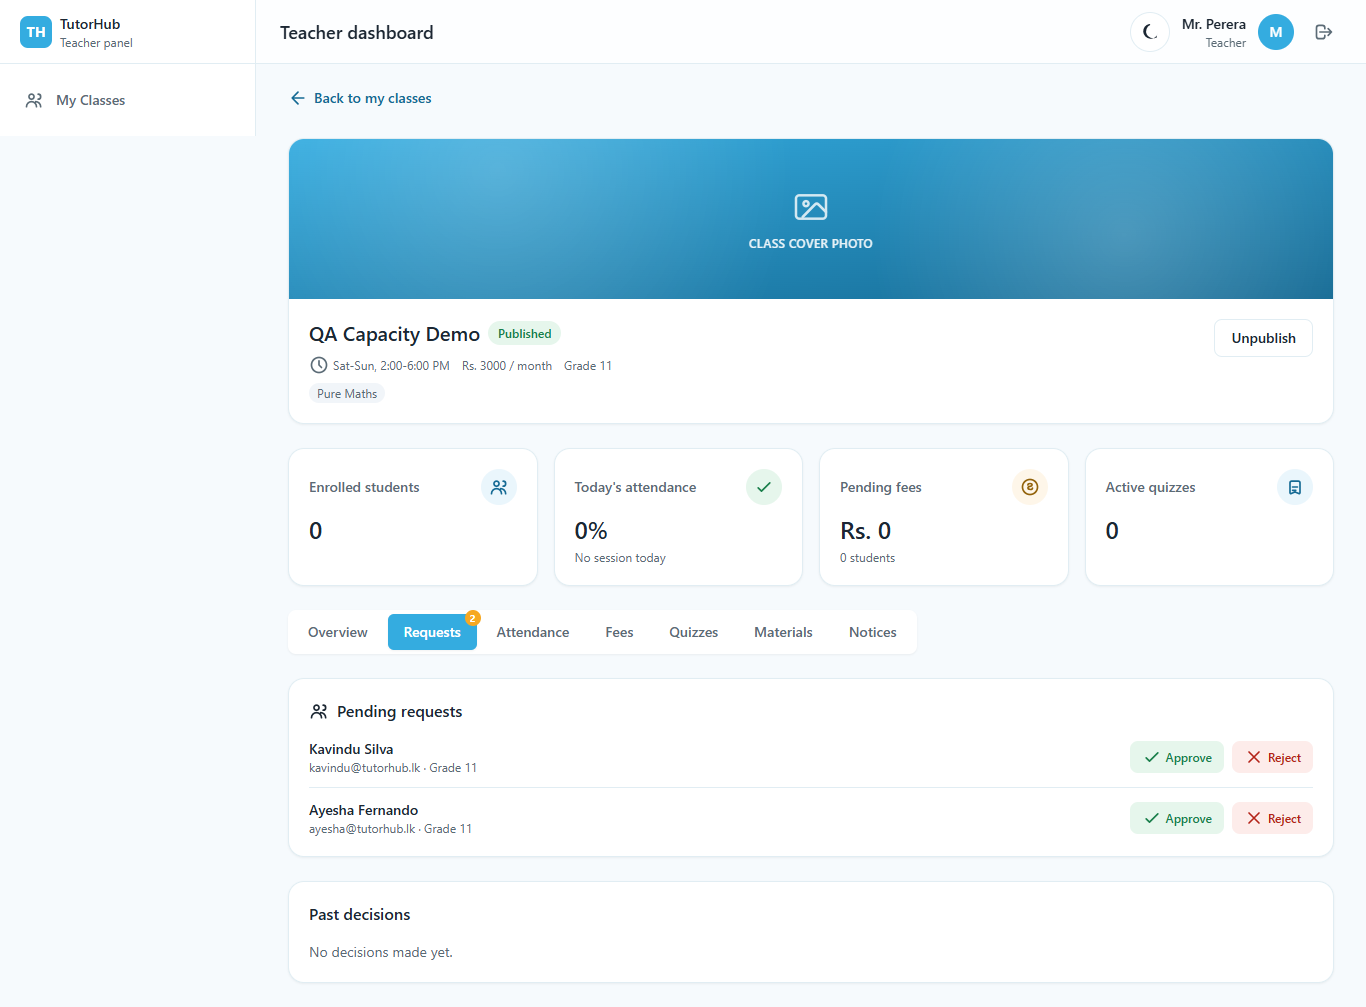 TH
TutorHub
Teacher panel
Teacher dashboard
Mr. Perera
Teacher
M
My Classes
Back to my classes
CLASS COVER PHOTO
QA Capacity Demo
Published
Unpublish
Sat-Sun, 2:00-6:00 PM
Rs. 3000 / month
Grade 11
Pure Maths
Enrolled students
0
Today's attendance
0%
No session today
Pending fees
Rs. 0
0 students
Active quizzes
0
Overview
Requests
2
Attendance
Fees
Quizzes
Materials
Notices
Pending requests
Kavindu Silva
kavindu@tutorhub.lk · Grade 11
Approve
Reject
Ayesha Fernando
ayesha@tutorhub.lk · Grade 11
Approve
Reject
Past decisions
No decisions made yet.